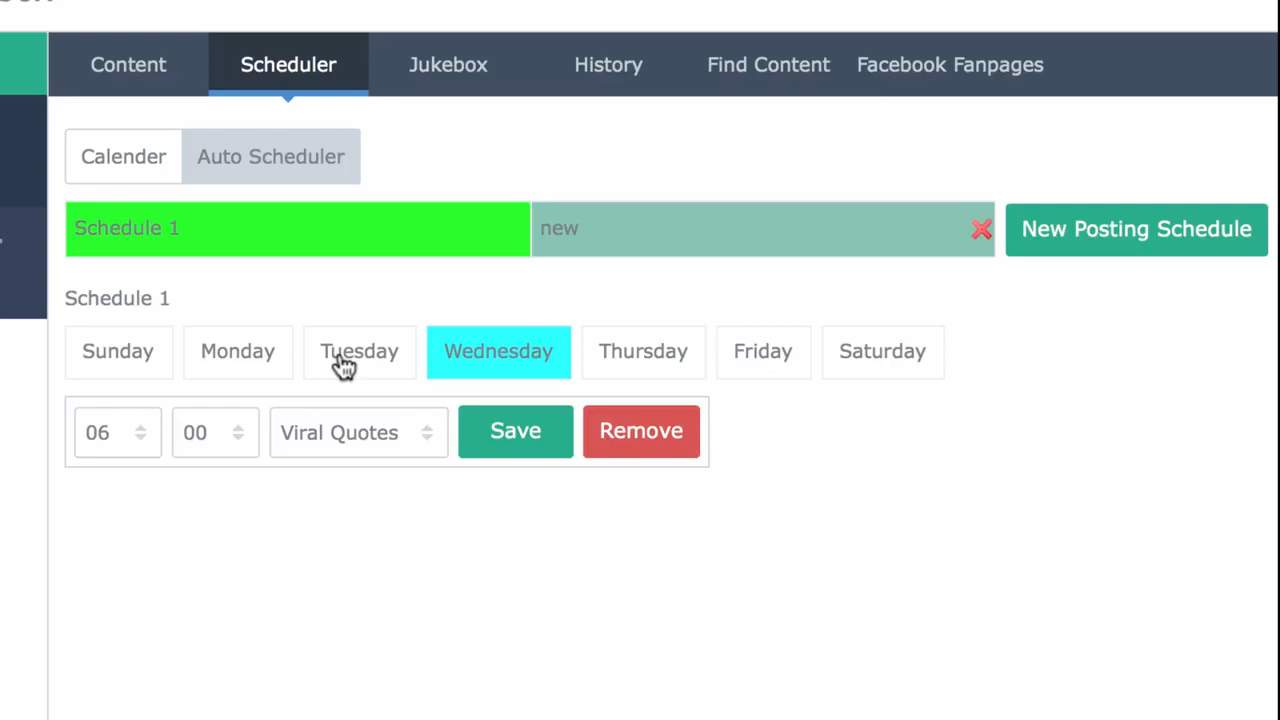 Content Scheduler Jukebox History Find Content Facebook Fanpages
Calender Auto Scheduler
Schedule 1 new New Posting Schedule
Schedule 1
Sunday Monday Tuesday Wednesday Thursday Friday Saturday
06 00 Viral Quotes Save Remove